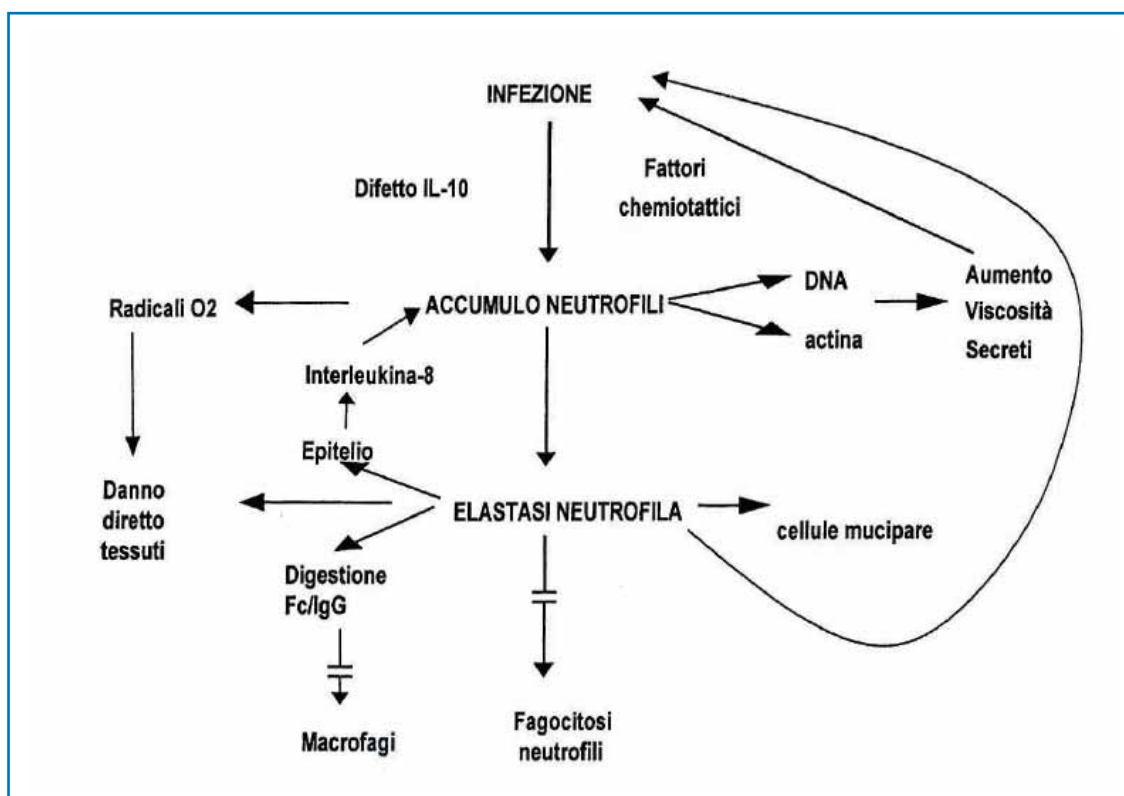 INFEZIONE
Difetto IL-10
Fattori
chemiotattici
Radicali O2
ACCUMULO NEUTROFILI
DNA
actina
Aumento
Viscosità
Secreti
Interleukina-8
Epitelio
Danno
diretto
tessuti
ELASTASI NEUTROFILA
cellule mucipare
Digestione
Fc/IgG
Macrofagi
Fagocitosi
neutrofili